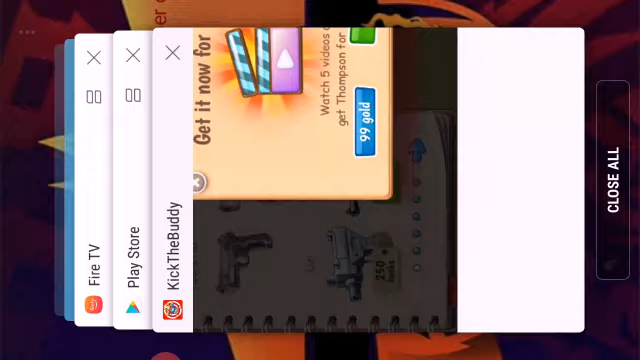 Fire TV
Play Store
KickTheBuddy
Get it now for
Watch 5 videos
get Thompson for
99 gold
250
bucks
CLOSE ALL